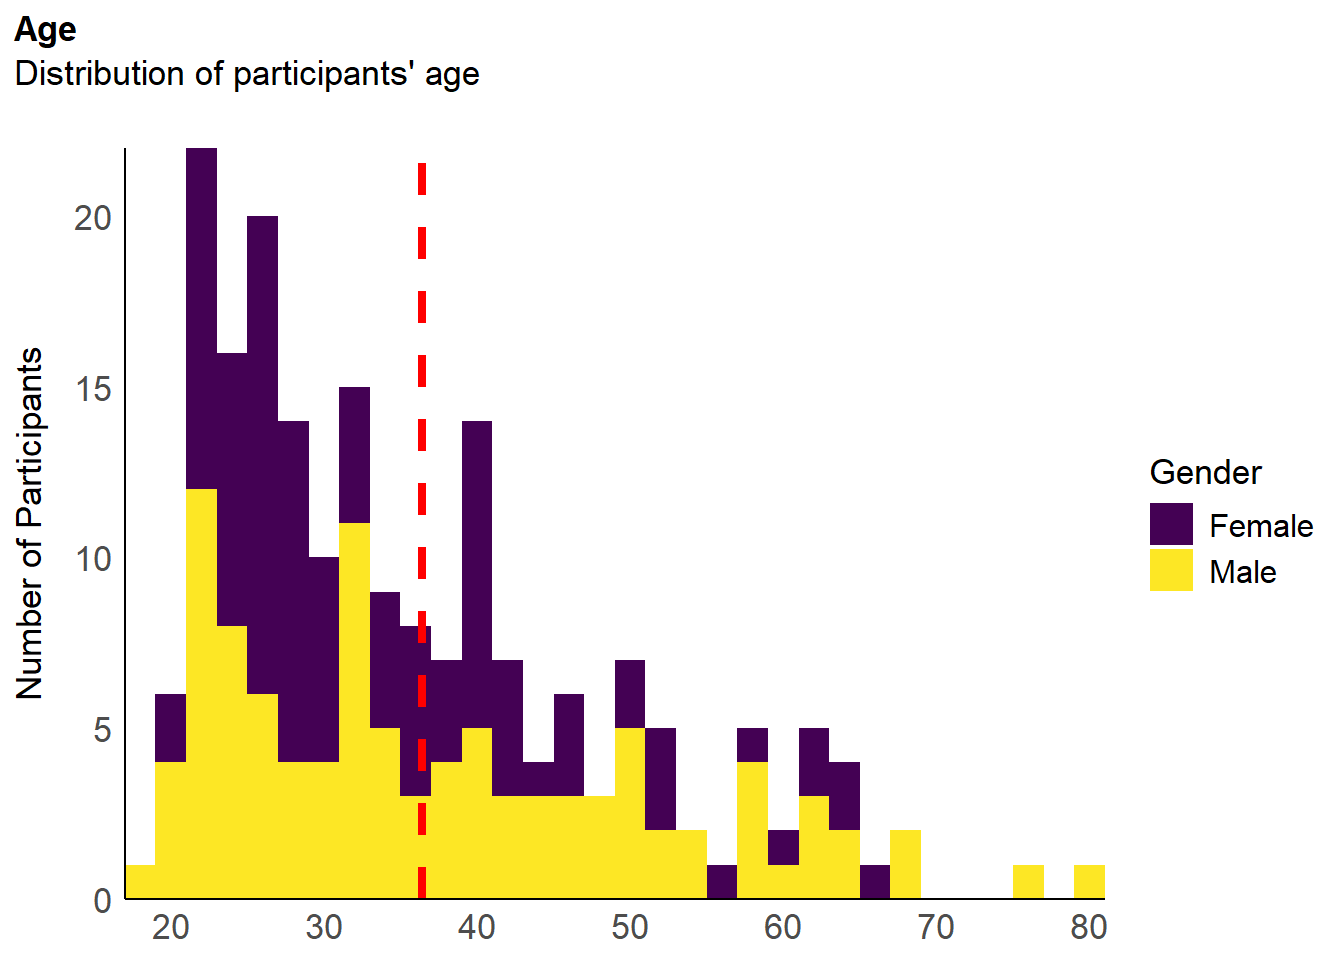 Age
Distribution of participants' age
Number of Participants
20
15
10
5
0
20 30 40 50 60 70 80
Gender
Female
Male